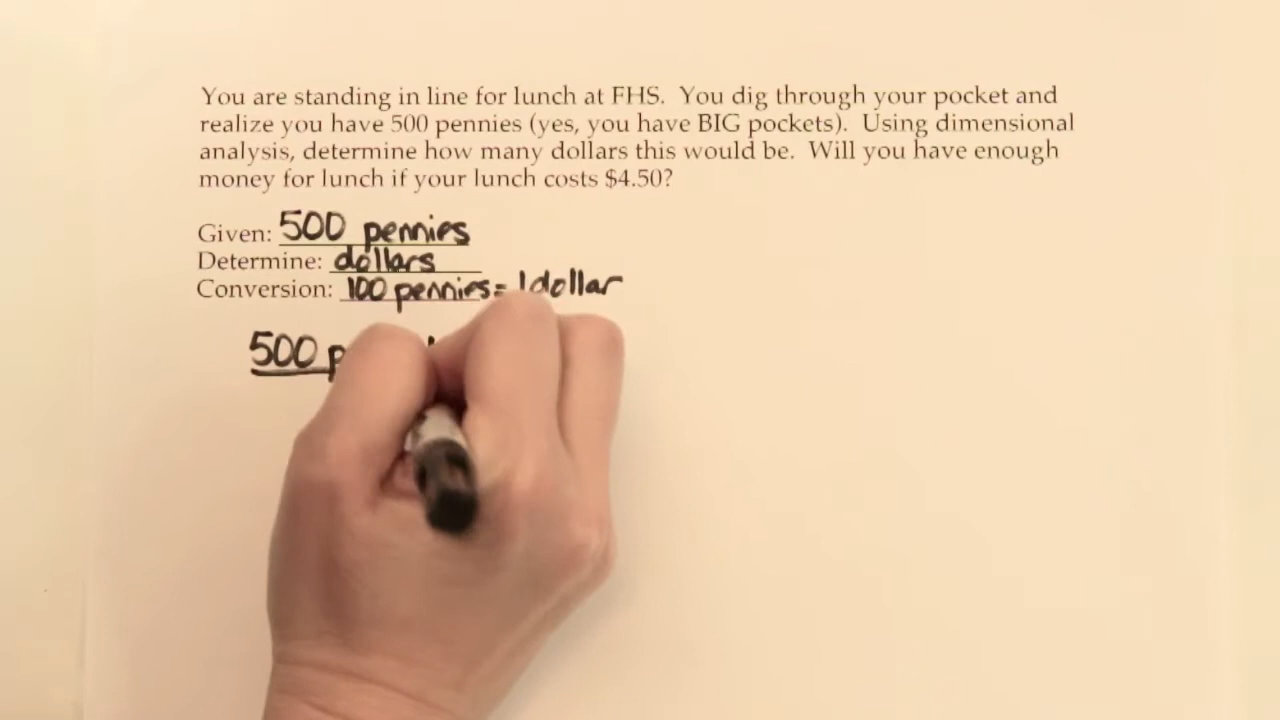 You are standing in line for lunch at FHS. You dig through your pocket and
realize you have 500 pennies (yes, you have BIG pockets). Using dimensional
analysis, determine how many dollars this would be. Will you have enough
money for lunch if your lunch costs $4.50?
Given: 500 pennies
Determine: dollars
Conversion: 100 pennies = 1 dollar
500 p